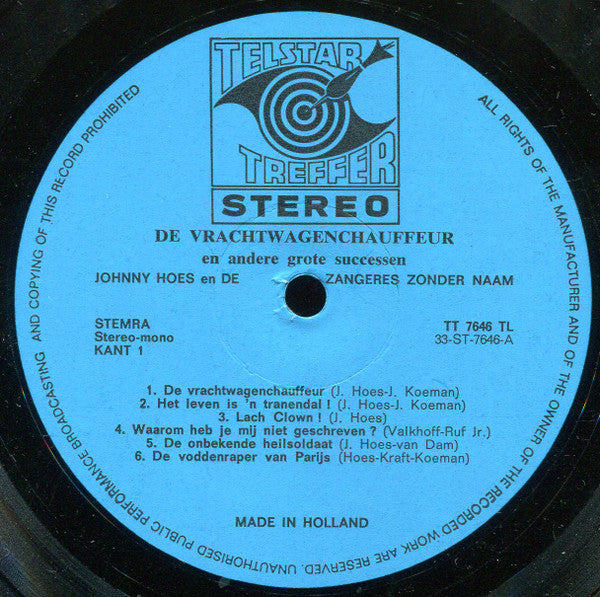 TELSTAR
TREFFER
STEREO
DE VRACHTWAGENCHAUFFEUR
en andere grote successen
JOHNNY HOES en DE ZANGERES ZONDER NAAM
STEMRA
Stereo-mono
KANT 1
TT 7646 TL
33-ST-7646-A
1. De vrachtwagenchauffeur (J. Hoes-J. Koeman)
2. Het leven is 'n tranendal ! (J. Hoes-J. Koeman)
3. Lach Clown ! (J. Hoes)
4. Waarom heb je mij niet geschreven ? (Valkhoff-Ruf Jr.)
5. De onbekende heilsoldaat (J. Hoes-van Dam)
6. De voddenraper van Parijs (Hoes-Kraft-Koeman)
MADE IN HOLLAND
ALL RIGHTS OF THE MANUFACTURER AND OF THE OWNER OF THE RECORDED WORK ARE RESERVED. UNAUTHORISED PUBLIC PERFORMANCE BROADCASTING AND COPYING OF THIS RECORD PROHIBITED